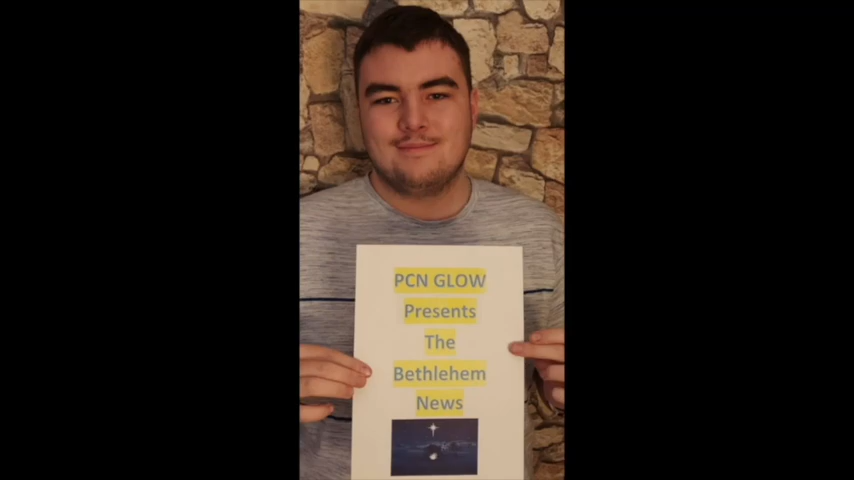 PCN GLOW
Presents
The
Bethlehem
News